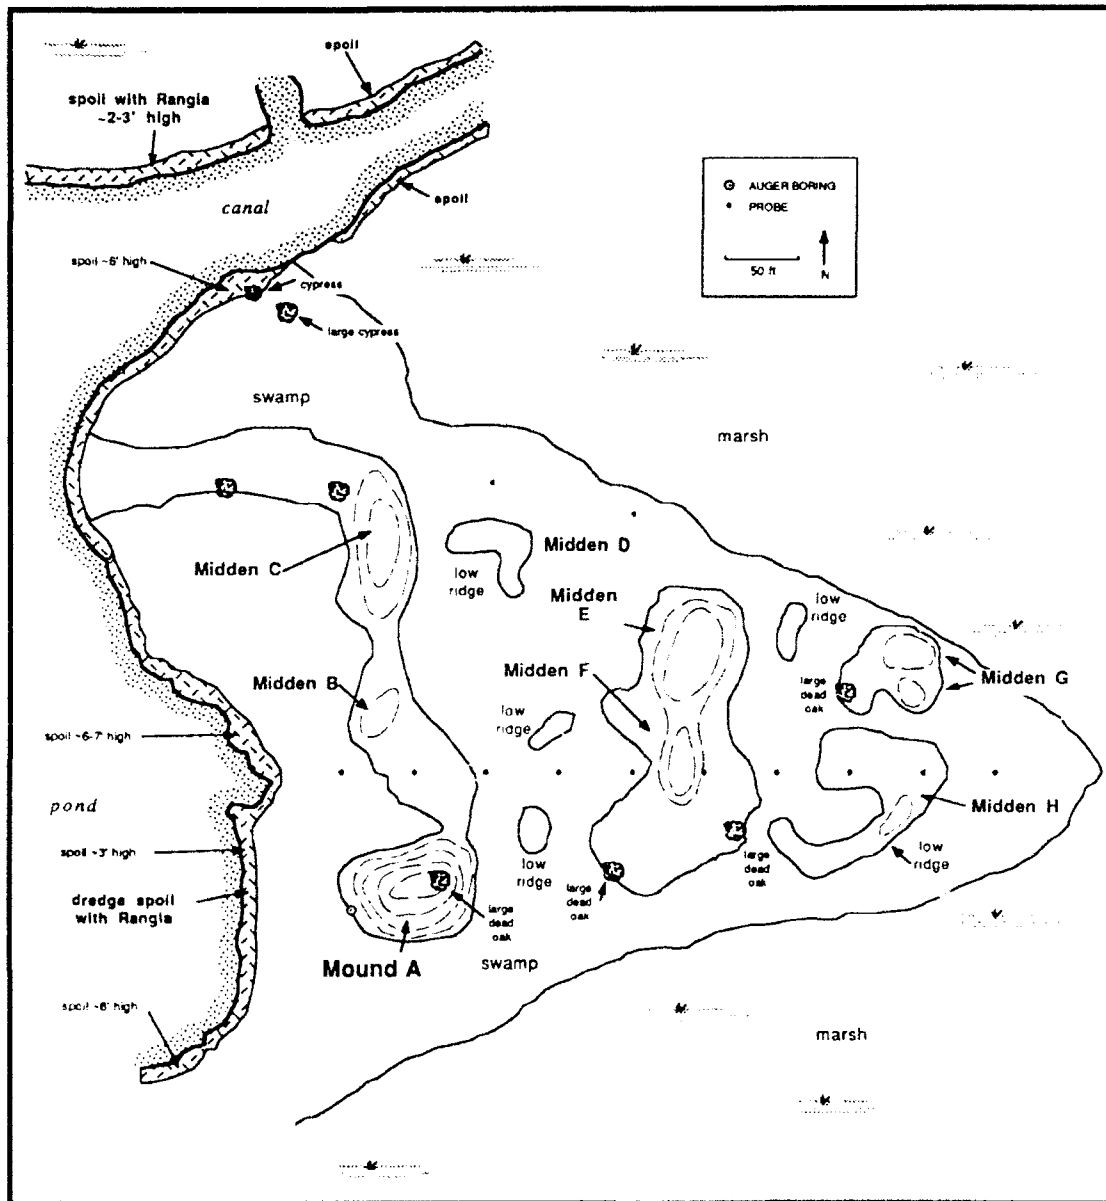 spoil
spoil with Rangia
~2-3' high
canal
spoil
AUGER BORING
PROBE
50 ft
N
spoil ~6' high
cypress
large cypress
swamp
marsh
Midden D
Midden C
low
ridge
Midden
E
low
ridge
Midden B
Midden F
large
dead
oak
Midden G
low
ridge
spoil ~6-7' high
pond
Midden H
spoil ~3' high
low
ridge
large
dead
oak
low
ridge
dredge spoil
with Rangia
large
dead
oak
large
dead
oak
Mound A
swamp
spoil ~6' high
marsh